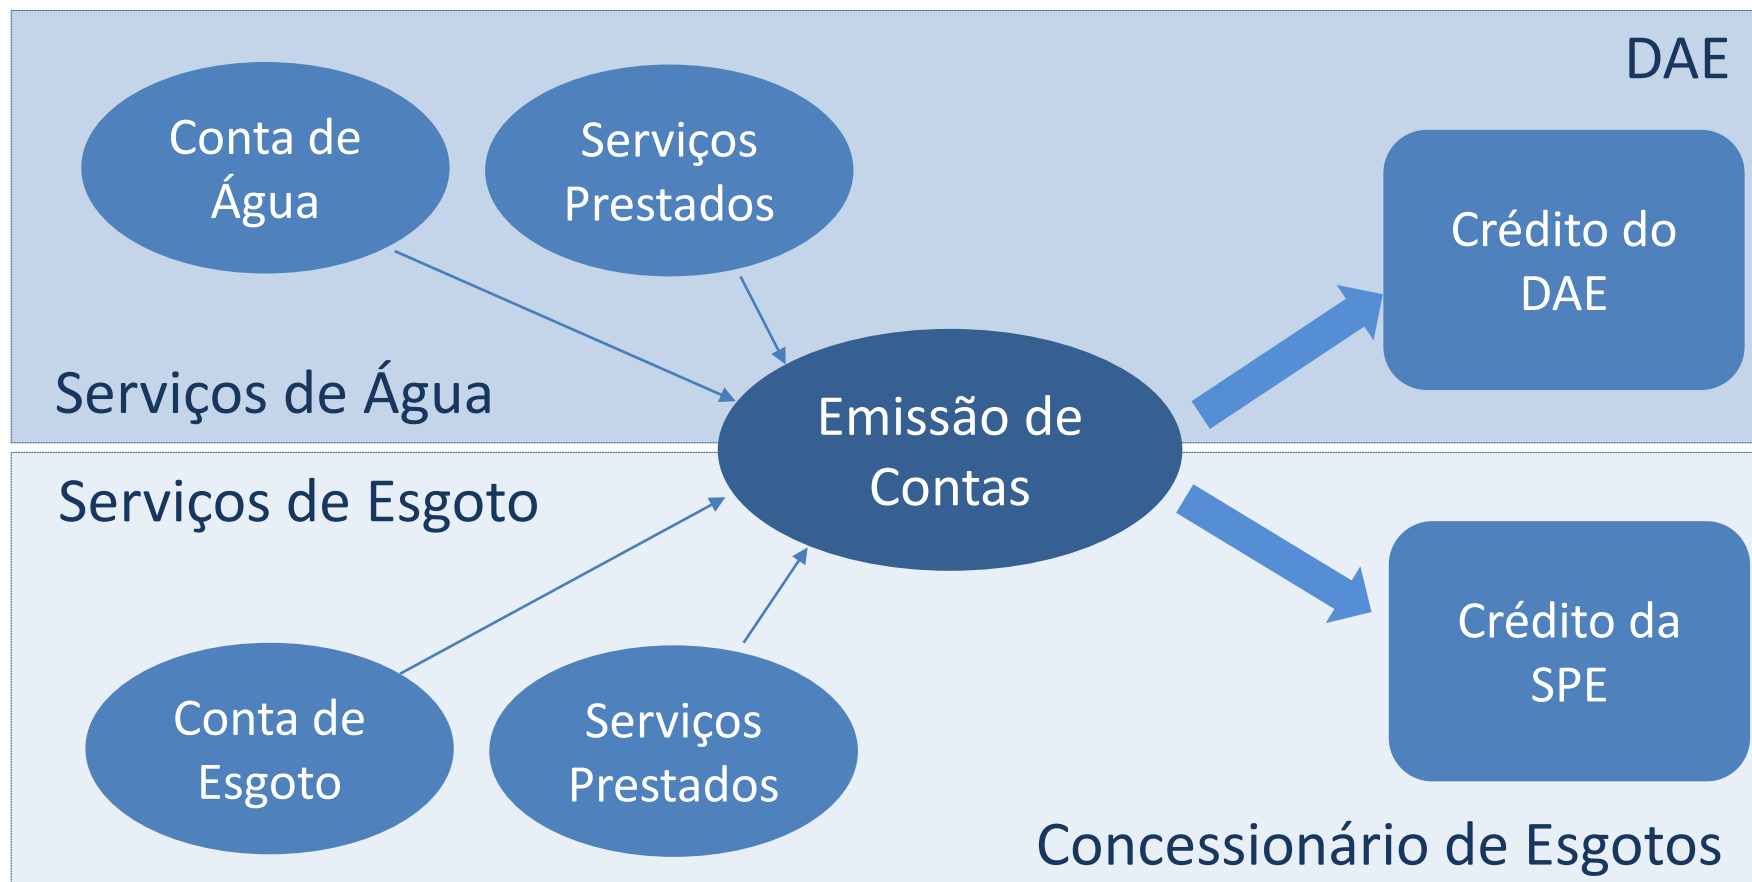 DAE
Conta de
Água
Serviços
Prestados
Crédito do
DAE
Serviços de Água
Emissão de
Contas
Serviços de Esgoto
Crédito da
SPE
Conta de
Esgoto
Serviços
Prestados
Concessionário de Esgotos